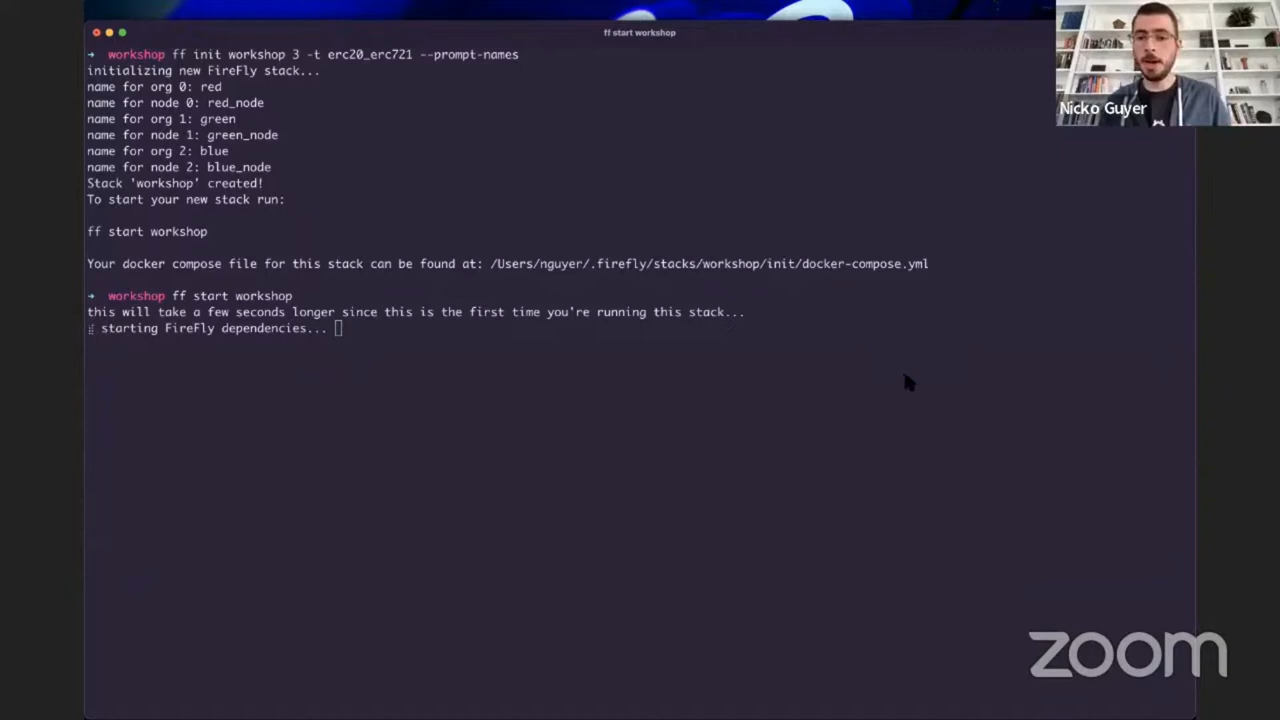 ff start workshop
→ workshop ff init workshop 3 -t erc20_erc721 --prompt-names
initializing new FireFly stack...
name for org 0: red
name for node 0: red_node
name for org 1: green
name for node 1: green_node
name for org 2: blue
name for node 2: blue_node
Stack 'workshop' created!
To start your new stack run:
ff start workshop
Your docker compose file for this stack can be found at: /Users/nguyer/.firefly/stacks/workshop/init/docker-compose.yml
→ workshop ff start workshop
this will take a few seconds longer since this is the first time you're running this stack...
starting FireFly dependencies...
Nicko Guyer
zoom